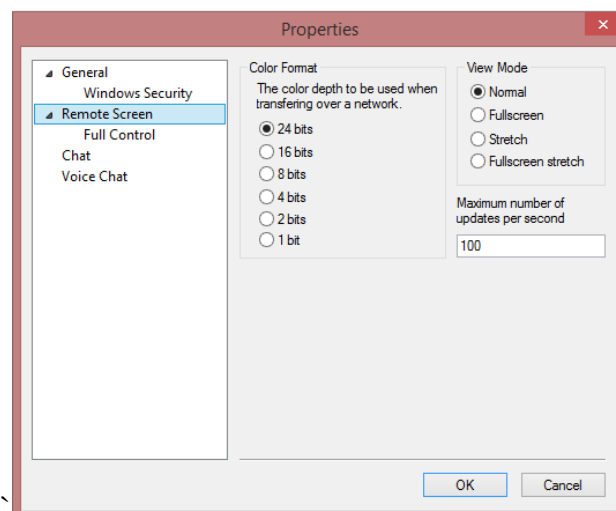 Properties
General
Windows Security
Remote Screen
Full Control
Chat
Voice Chat
Color Format
The color depth to be used when
transfering over a network.
24 bits
16 bits
8 bits
4 bits
2 bits
1 bit
View Mode
Normal
Fullscreen
Stretch
Fullscreen stretch
Maximum number of
updates per second
100
OK
Cancel
`